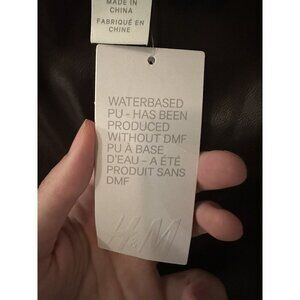 MADE IN
CHINA
FABRIQUÉ EN
CHINE
WATERBASED
PU - HAS BEEN
PRODUCED
WITHOUT DMF
PU À BASE
D'EAU – A ÉTÉ
PRODUIT SANS
DMF
H&M